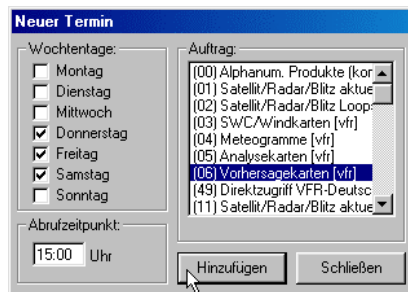 Neuer Termin
Wochentage:
Montag
Dienstag
Mittwoch
Donnerstag
Freitag
Samstag
Sonntag
Abrufzeitpunkt:
15:00 Uhr
Auftrag:
(00) Alphanum. Produkte (kor
(01) Satellit/Radar/Blitz aktue
(02) Satellit/Radar/Blitz Loop
(03) SWC/Windkarten [vfr]
(04) Meteogramme [vfr]
(05) Analysekarten [vfr]
(06) Vorhersagekarten [vfr]
(49) Direktzugriff VFR-Deutsc
(11) Satellit/Radar/Blitz aktue
Hinzufügen
Schließen